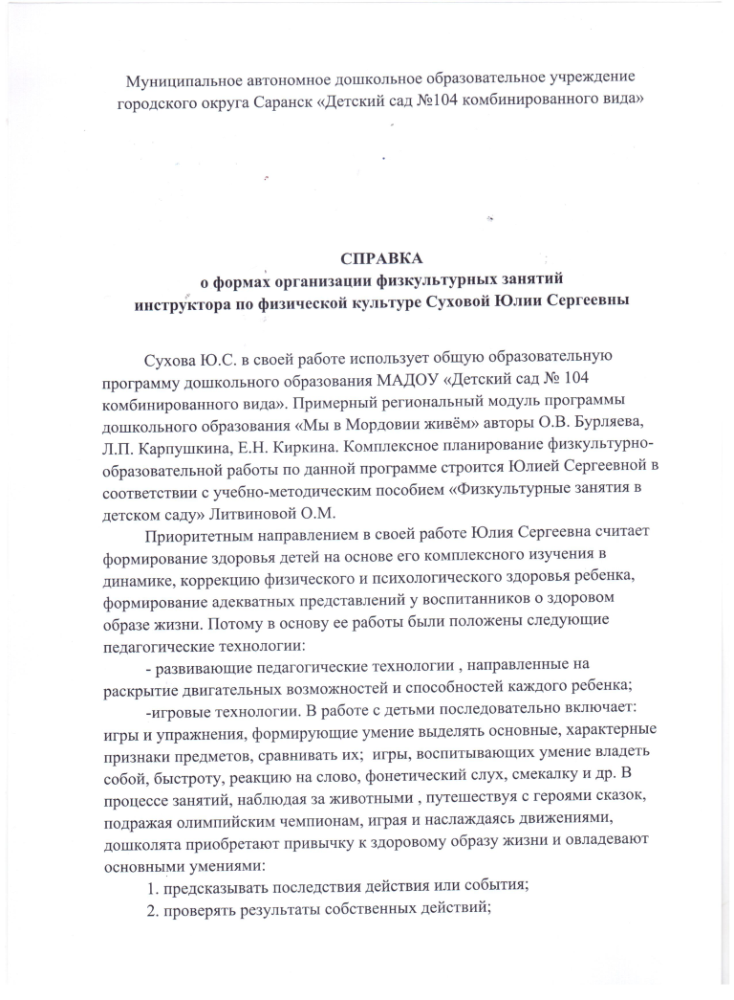 Муниципальное автономное дошкольное образовательное учреждение
городского округа Саранск «Детский сад №104 комбинированного вида»
СПРАВКА
о формах организации физкультурных занятий
инструктора по физической культуре Суховой Юлии Сергеевны
Сухова Ю.С. в своей работе использует общую образовательную
программу дошкольного образования МАДОУ «Детский сад № 104
комбинированного вида». Примерный региональный модуль программы
дошкольного образования «Мы в Мордовии живём» авторы О.В. Бурляева,
Л.П. Карпушкина, Е.Н. Киркина. Комплексное планирование физкультурно-
образовательной работы по данной программе строится Юлией Сергеевной в
соответствии с учебно-методическим пособием «Физкультурные занятия в
детском саду» Литвиновой О.М.
Приоритетным направлением в своей работе Юлия Сергеевна считает
формирование здоровья детей на основе его комплексного изучения в
динамике, коррекцию физического и психологического здоровья ребенка,
формирование адекватных представлений у воспитанников о здоровом
образе жизни. Потому в основу ее работы были положены следующие
педагогические технологии:
- развивающие педагогические технологии , направленные на
раскрытие двигательных возможностей и способностей каждого ребенка;
-игровые технологии. В работе с детьми последовательно включает:
игры и упражнения, формирующие умение выделять основные, характерные
признаки предметов, сравнивать их;  игры, воспитывающих умение владеть
собой, быстроту, реакцию на слово, фонетический слух, смекалку и др. В
процессе занятий, наблюдая за животными , путешествуя с героями сказок,
подражая олимпийским чемпионам, играя и наслаждаясь движениями,
дошколята приобретают привычку к здоровому образу жизни и овладевают
основными умениями:
1. предсказывать последствия действия или события;
2. проверять результаты собственных действий;